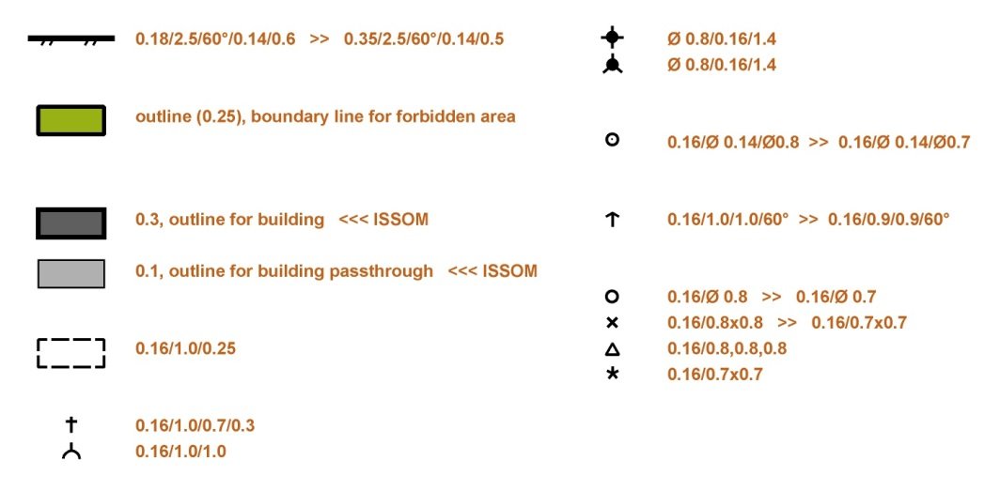 0.18/2.5/60°/0.14/0.6 >> 0.35/2.5/60°/0.14/0.5
outline (0.25), boundary line for forbidden area
0.3, outline for building <<< ISSOM
0.1, outline for building passthrough <<< ISSOM
0.16/1.0/0.25
0.16/1.0/0.7/0.3
0.16/1.0/1.0
Ø 0.8/0.16/1.4
Ø 0.8/0.16/1.4
0.16/Ø 0.14/Ø0.8 >> 0.16/Ø 0.14/Ø0.7
0.16/1.0/1.0/60° >> 0.16/0.9/0.9/60°
0.16/Ø 0.8 >> 0.16/Ø 0.7
0.16/0.8x0.8 >> 0.16/0.7x0.7
0.16/0.8,0.8,0.8
0.16/0.7x0.7